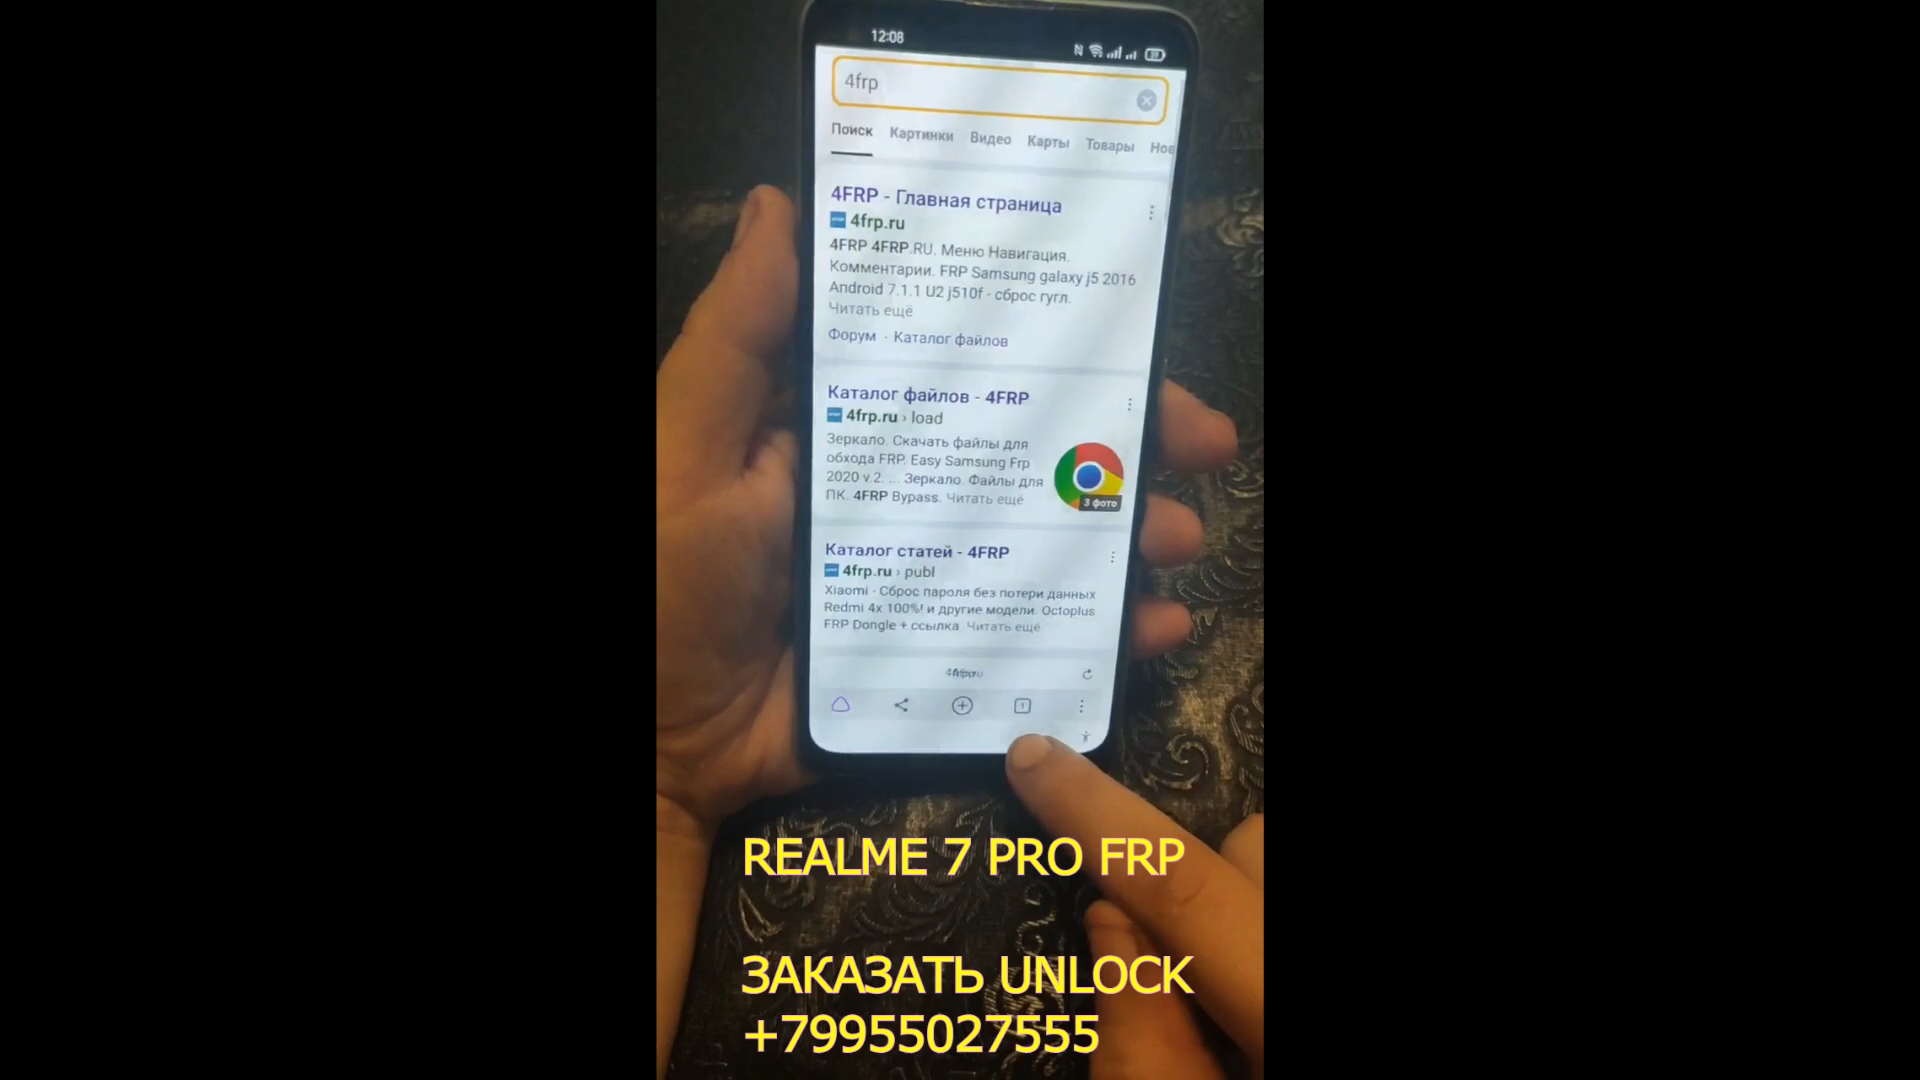 12:08
4frp
Поиск Картинки Видео Карты Товары Нов
4FRP - Главная страница
4frp.ru
4FRP 4FRP.RU. Меню Навигация.
Комментарии. FRP Samsung galaxy j5 2016
Android 7.1.1 U2 j510f - сброс гугл.
Читать ещё
Форум · Каталог файлов
Каталог файлов - 4FRP
4frp.ru › load
Зеркало. Скачать файлы для
обхода FRP. Easy Samsung Frp
2020 v.2. ... Зеркало. Файлы для
ПК. 4FRP Bypass. Читать ещё
3 фото
Каталог статей - 4FRP
4frp.ru › publ
Xiaomi - Сброс пароля без потери данных
Redmi 4x 100%! и другие модели. Octoplus
FRP Dongle + ссылка. Читать ещё
1
REALME 7 PRO FRP
ЗАКАЗАТЬ UNLOCK
+79955027555